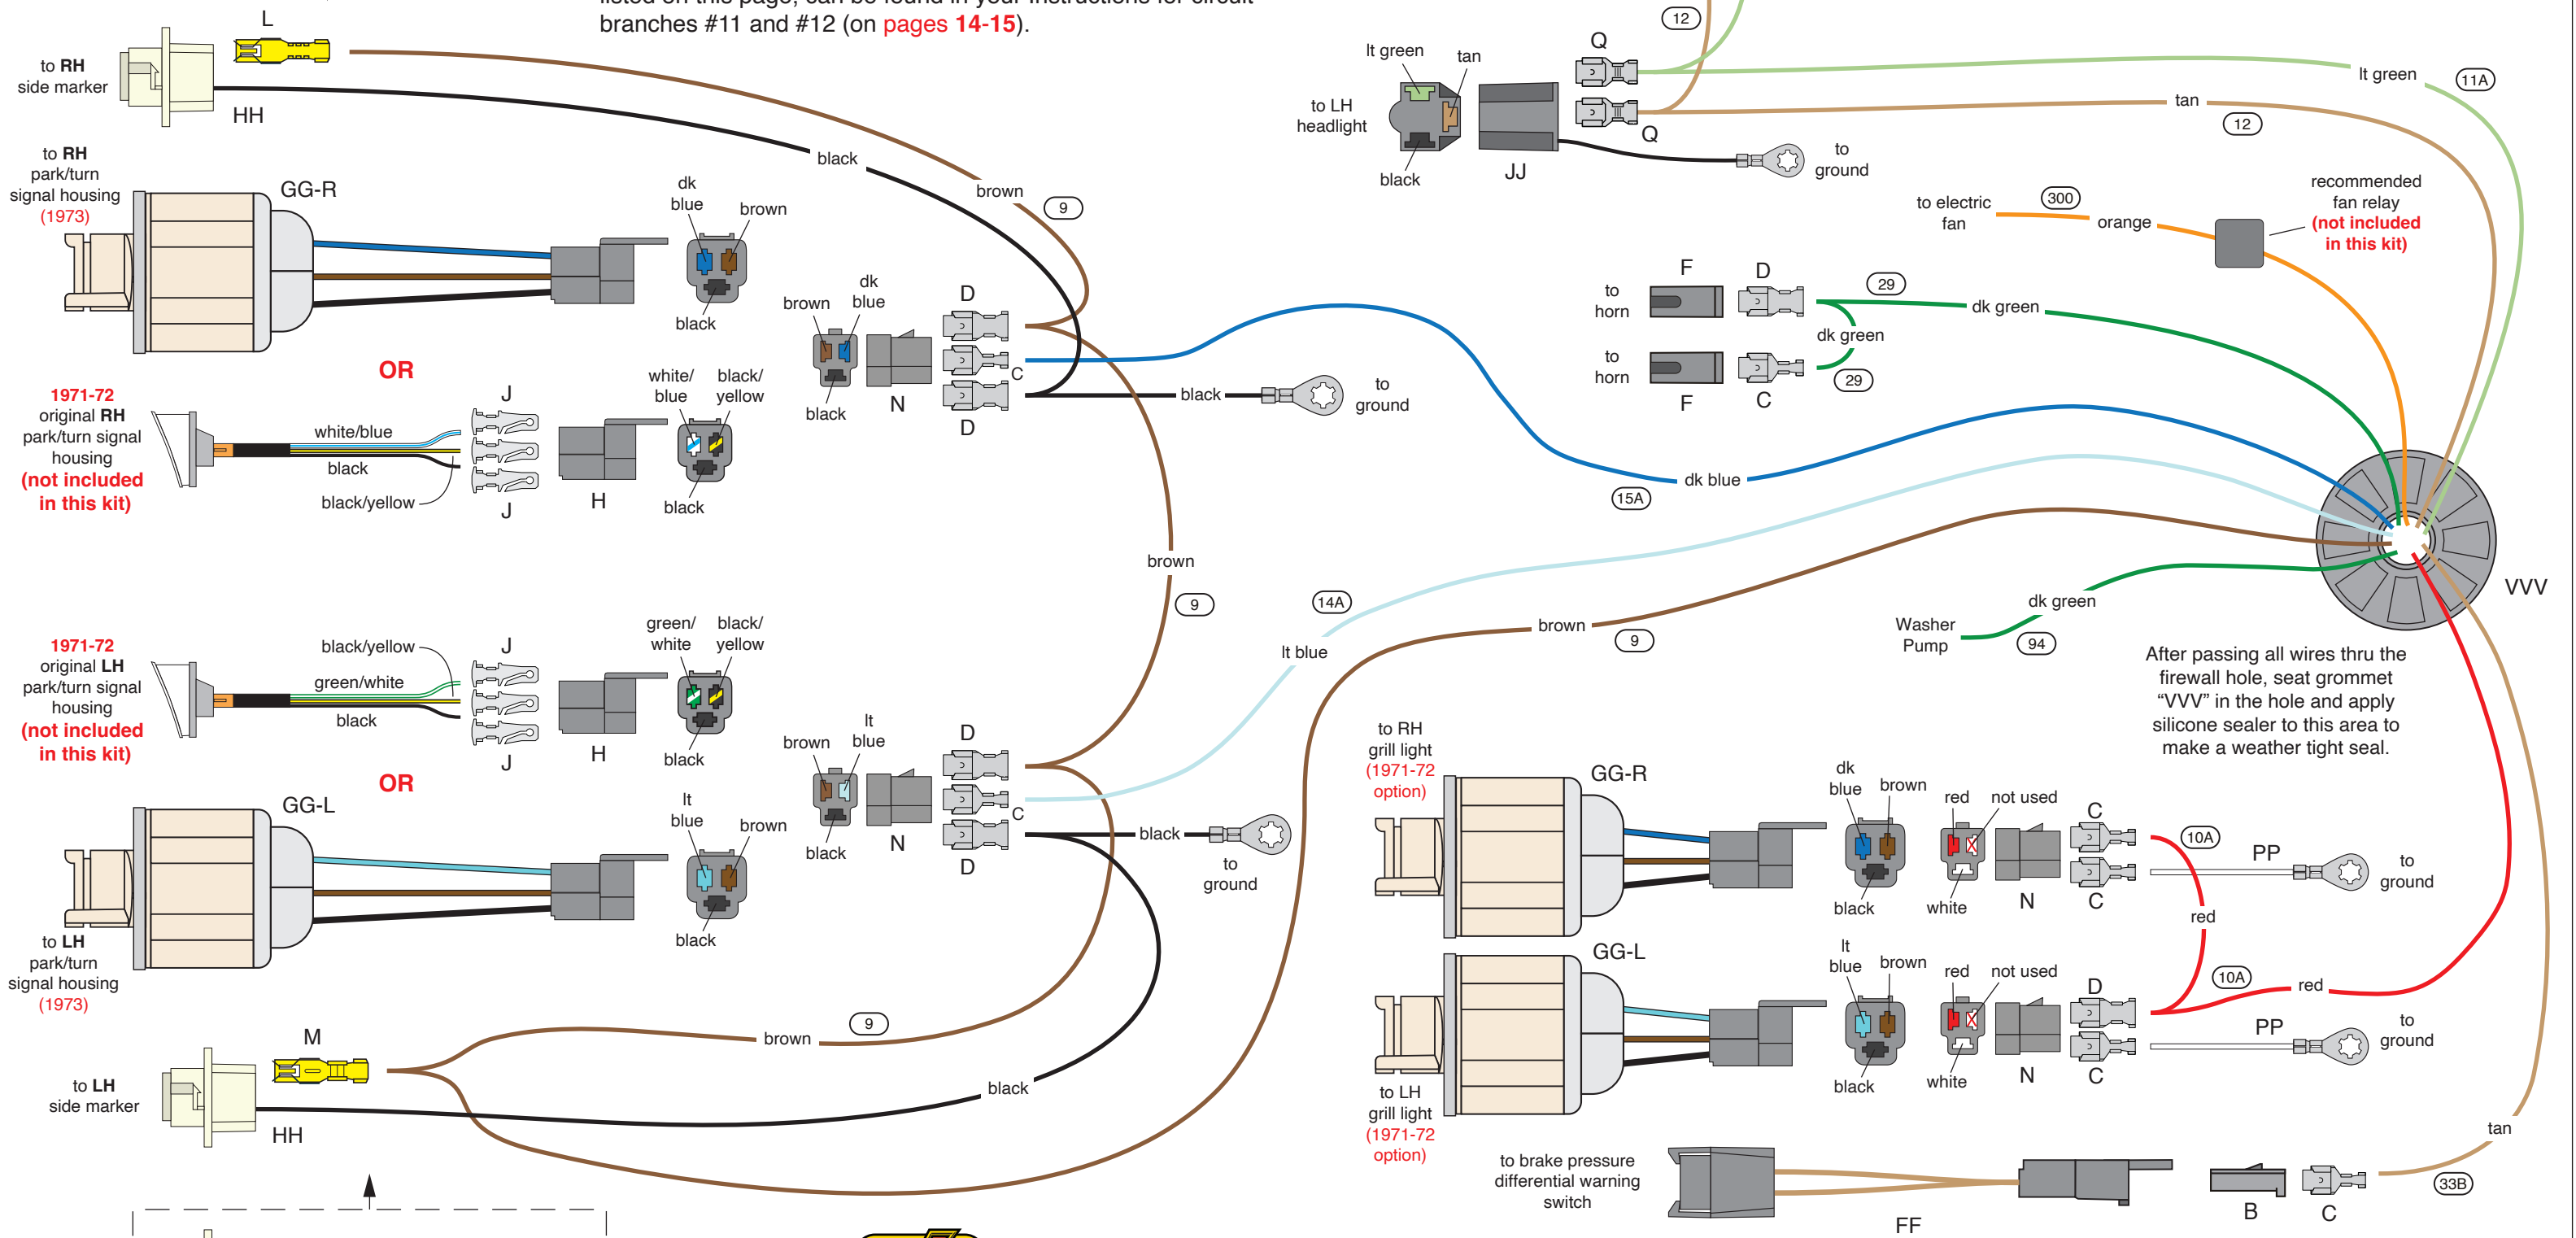 listed on this page, can be found in your instructions for circuit
branches #11 and #12 (on pages 14-15).
L
to RH
side marker
HH
black
brown
9
to RH
park/turn
signal housing
(1973)
GG-R
dk
blue
brown
black
OR
1971-72
original RH
park/turn signal
housing
(not included
in this kit)
white/blue
black
black/yellow
J
J
H
white/
blue
black/
yellow
black
brown
dk
blue
black
N
D
C
D
black
to
ground
brown
9
1971-72
original LH
park/turn signal
housing
(not included
in this kit)
black/yellow
green/white
black
J
J
H
green/
white
black/
yellow
black
OR
GG-L
to LH
park/turn
signal housing
(1973)
lt
blue
brown
black
brown
lt
blue
black
N
D
C
D
black
to
ground
M
to LH
side marker
HH
brown
9
black
12
lt green
tan
to LH
headlight
black
JJ
Q
Q
to
ground
lt green
11A
tan
12
to electric
fan
300
orange
recommended
fan relay
(not included
in this kit)
to
horn
F
D
29
dk green
dk green
to
horn
F
C
29
15A
dk blue
14A
lt blue
brown
9
VVV
Washer
Pump
dk green
94
After passing all wires thru the
firewall hole, seat grommet
“VVV” in the hole and apply
silicone sealer to this area to
make a weather tight seal.
to RH
grill light
(1971-72
option)
GG-R
dk
blue
brown
black
red
not used
white
N
C
C
10A
PP
to
ground
red
GG-L
to LH
grill light
(1971-72
option)
lt
blue
brown
black
red
not used
white
N
D
C
10A
red
PP
to
ground
to brake pressure
differential warning
switch
FF
B
C
33B
tan